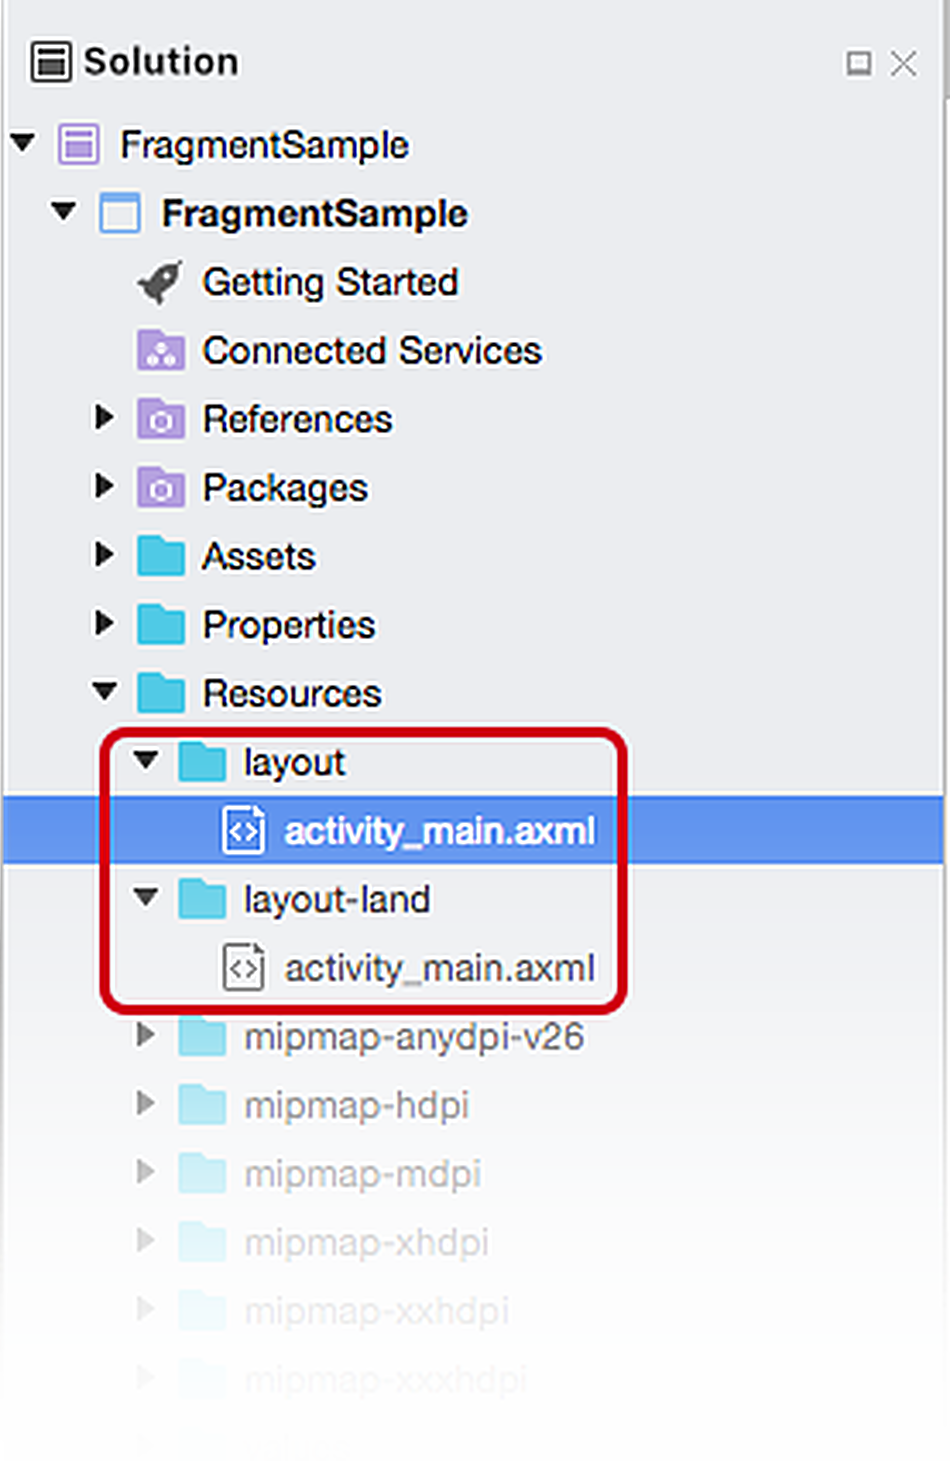 Solution
FragmentSample
FragmentSample
Getting Started
Connected Services
References
Packages
Assets
Properties
Resources
layout
activity_main.axml
layout-land
activity_main.axml
mipmap-anydpi-v26
mipmap-hdpi
mipmap-mdpi
mipmap-xhdpi
mipmap-xxhdpi
mipmap-xxxhdpi